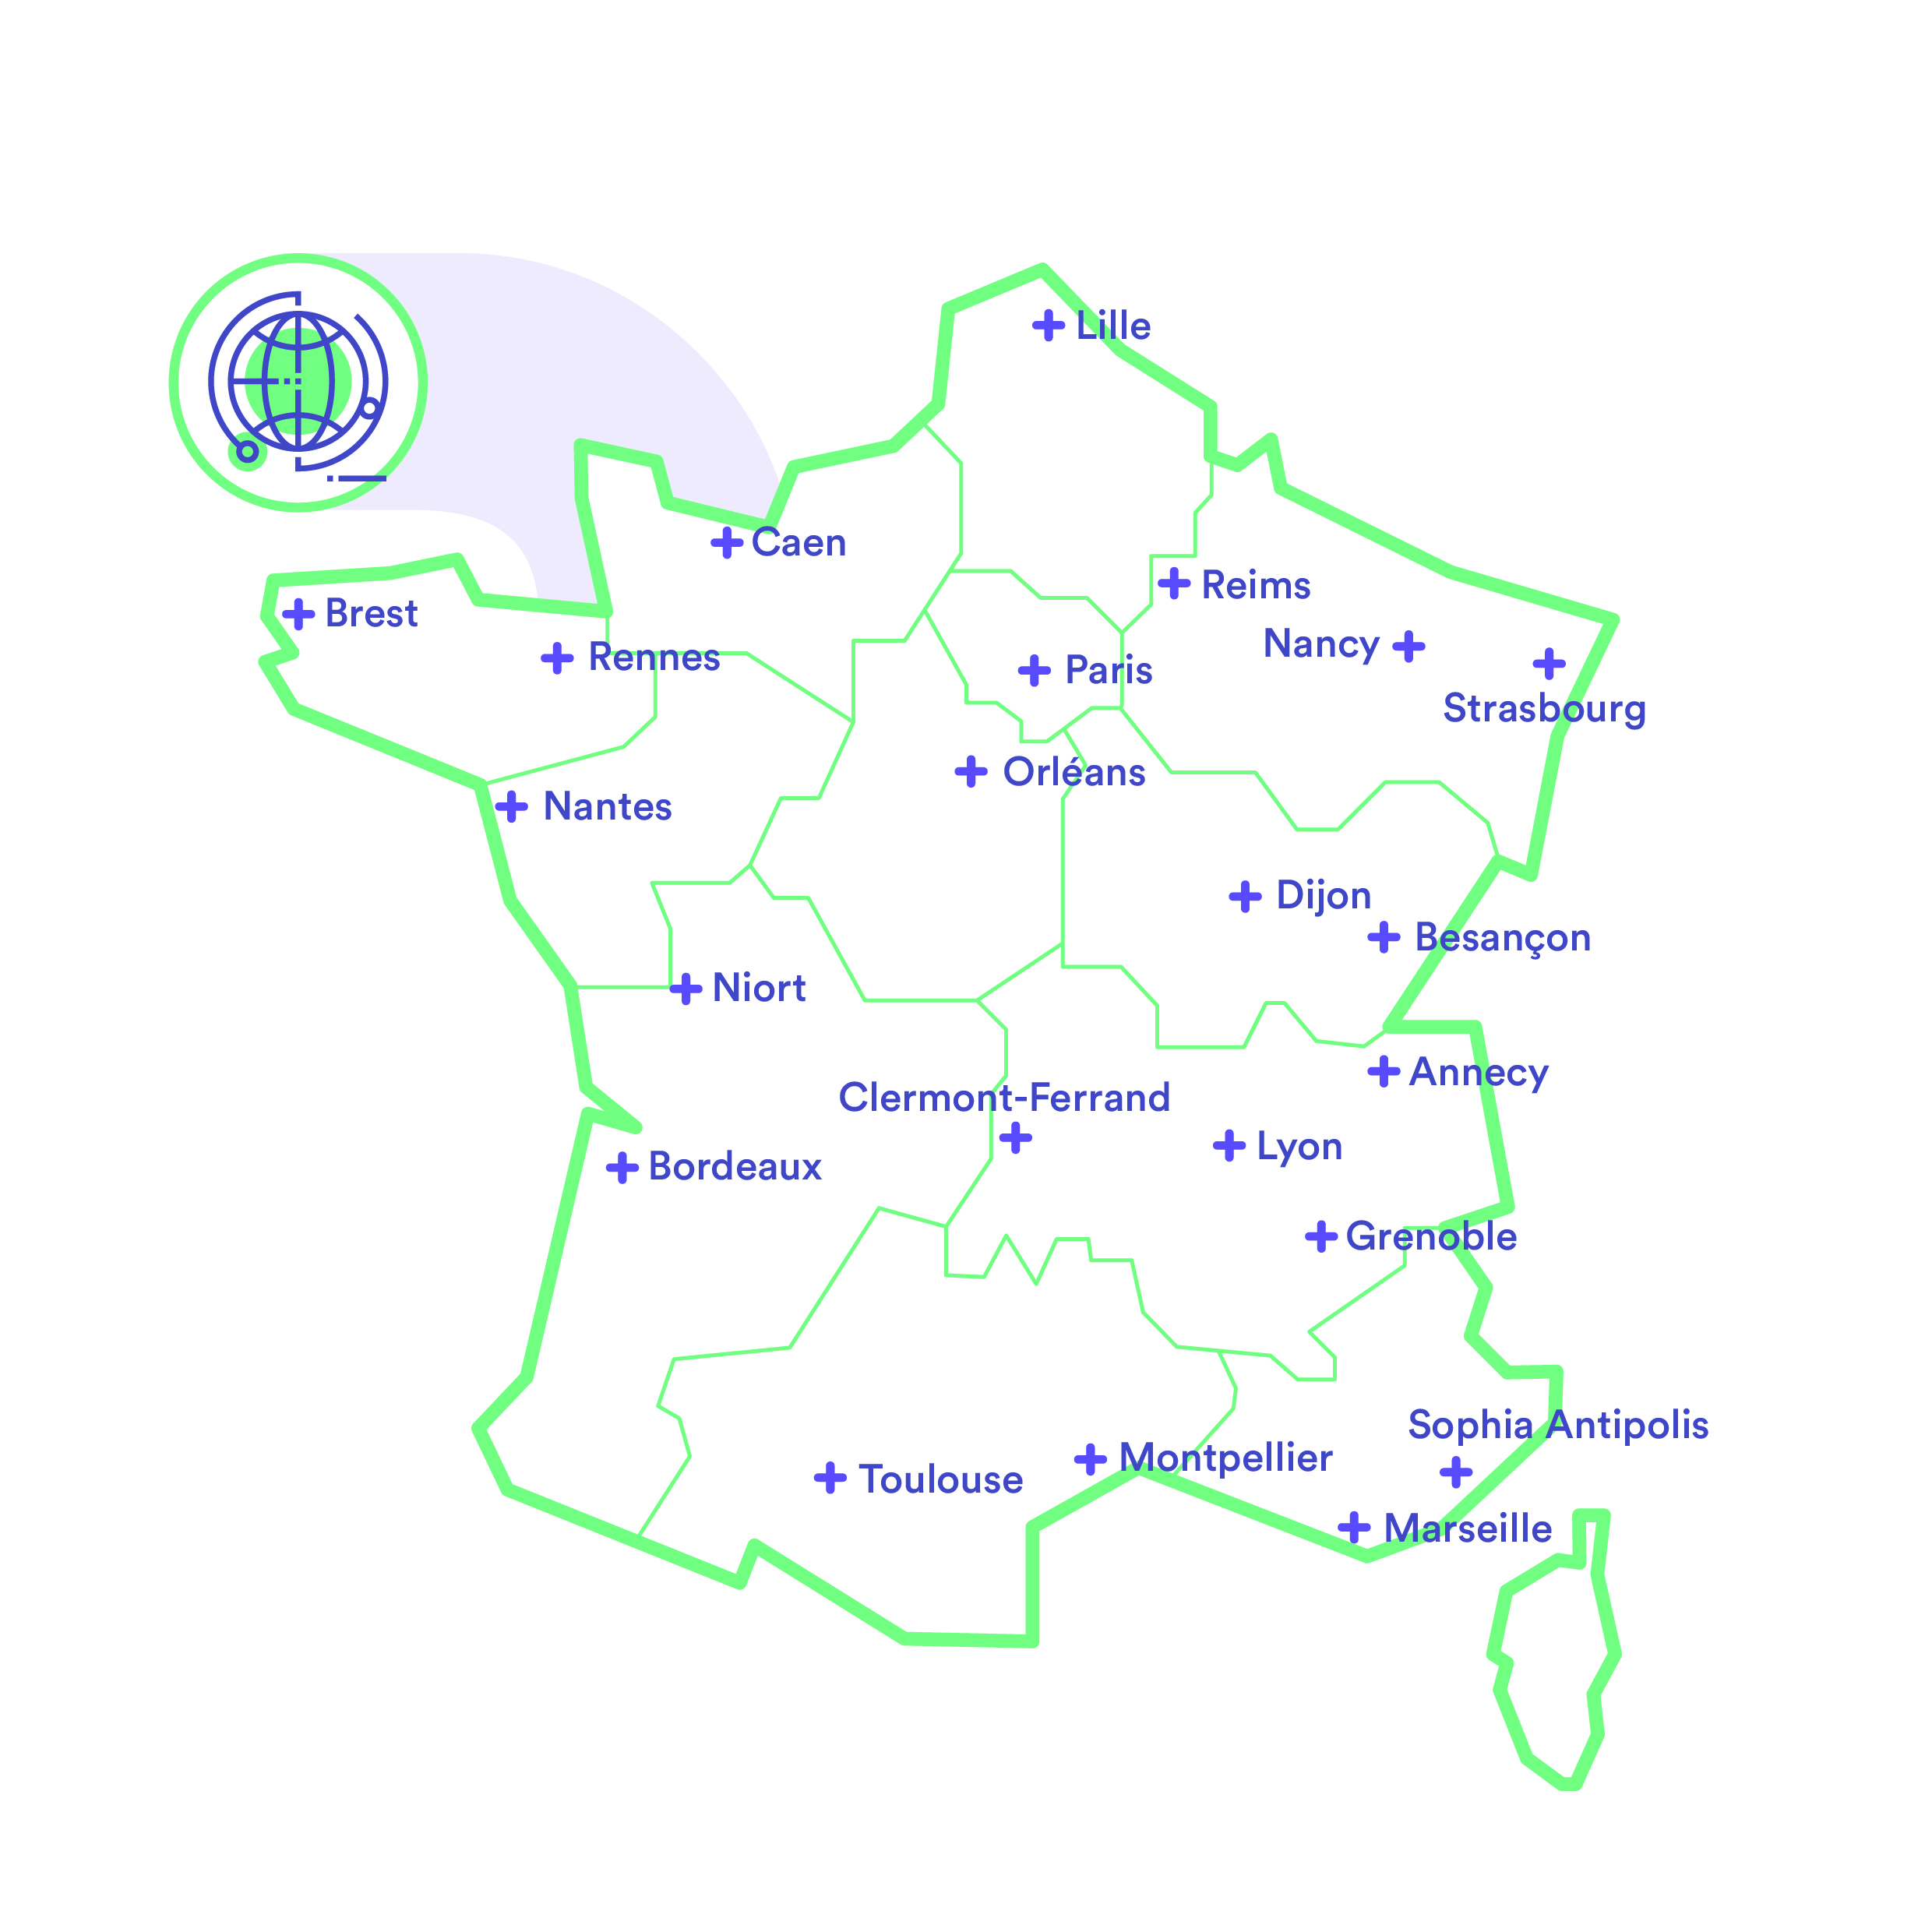 Lille
Caen
Reims
Brest
Nancy
Rennes
Paris
Strasbourg
Orléans
Nantes
Dijon
Besançon
Niort
Annecy
Clermont-Ferrand
Lyon
Bordeaux
Grenoble
Sophia Antipolis
Montpellier
Toulouse
Marseille